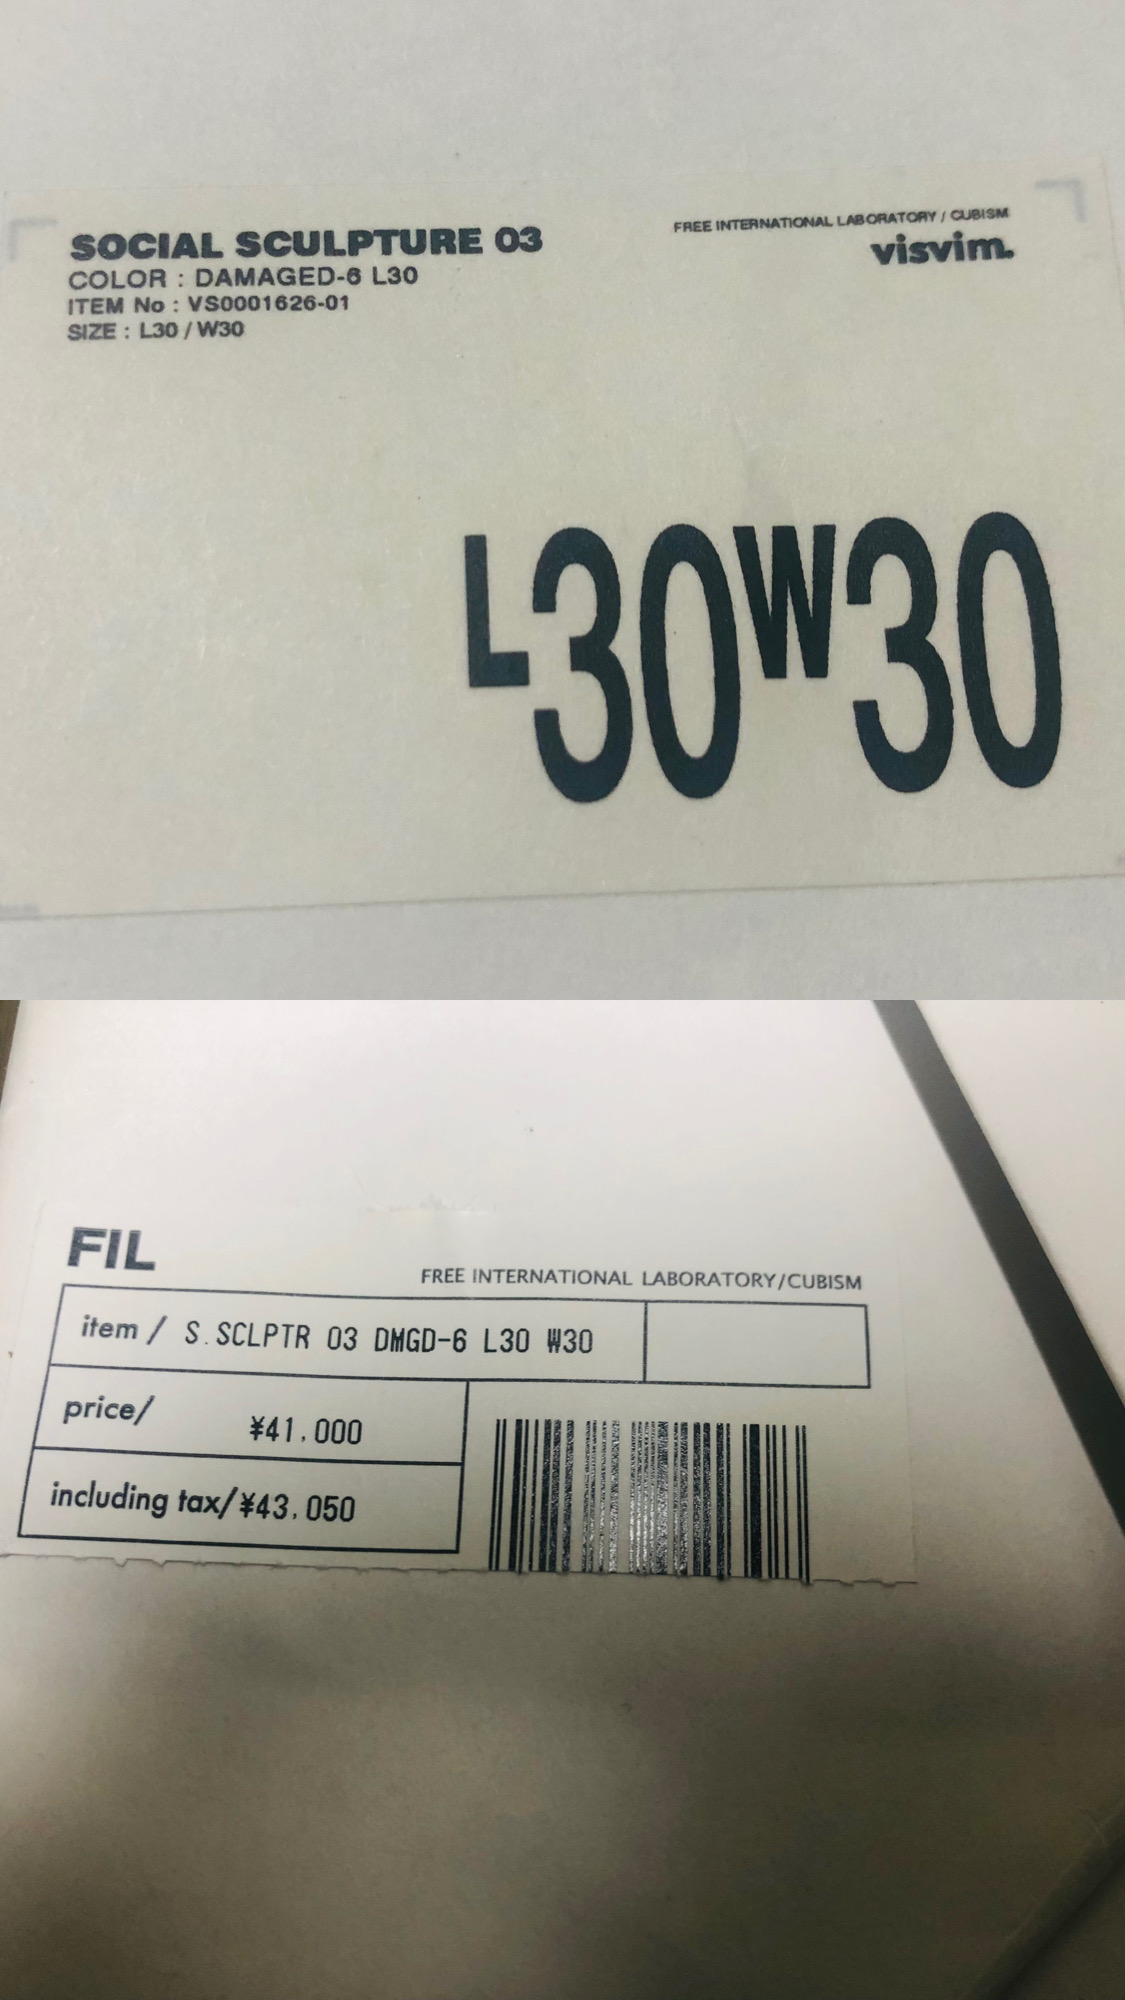 SOCIAL SCULPTURE 03
COLOR : DAMAGED-6 L30
ITEM No : VS0001626-01
SIZE : L30 / W30
FREE INTERNATIONAL LABORATORY / CUBISM
visvim.
L30W30
FIL
FREE INTERNATIONAL LABORATORY/CUBISM
item / S.SCLPTR 03 DMGD-6 L30 W30
price/ ¥41,000
including tax/ ¥43,050